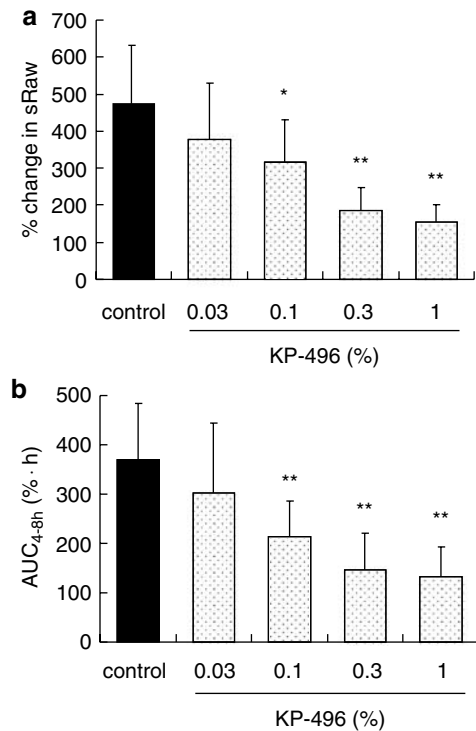 a
% change in sRaw
700
600
500
400
300
200
100
0
*
**
**
control 0.03 0.1 0.3 1
KP-496 (%)
b
AUC4-8h (%· h)
500
400
300
200
100
0
**
**
**
control 0.03 0.1 0.3 1
KP-496 (%)